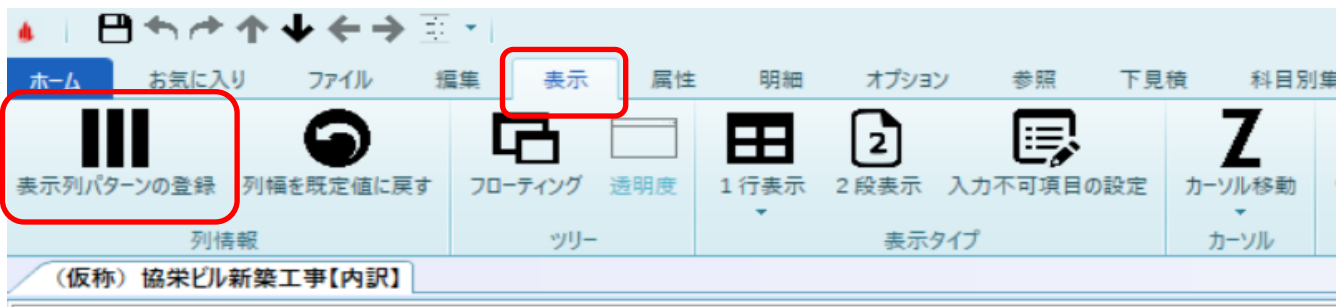 ホーム お気に入り ファイル 編集 表示 属性 明細 オプション 参照 下見積 科目別集
2
Z
表示列パターンの登録 列幅を既定値に戻す フローティング 透明度 1行表示 2段表示 入力不可項目の設定 カーソル移動
列情報 ツリー 表示タイプ カーソル
（仮称）協栄ビル新築工事【内訳】